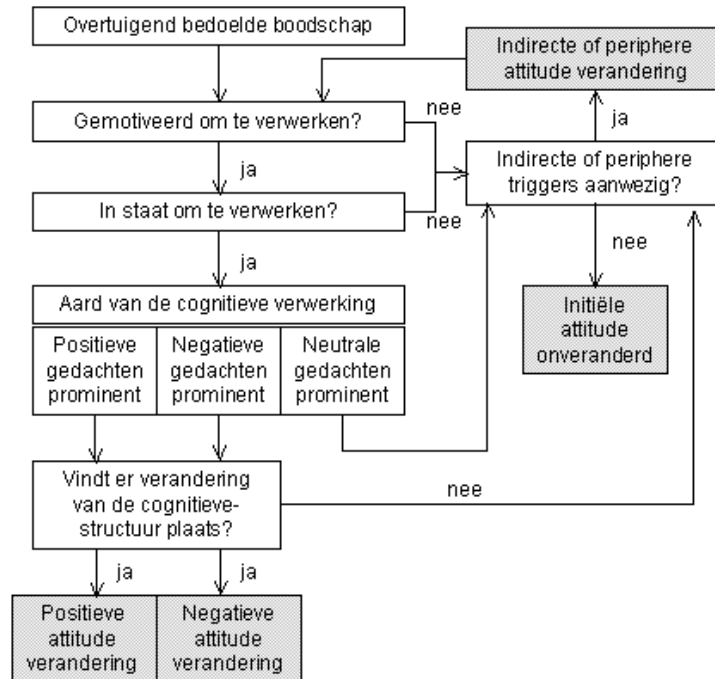 Overtuigend bedoelde boodschap
Indirecte of periphere
attitude verandering
nee
Gemotiveerd om te verwerken?
ja
ja
Indirecte of periphere
triggers aanwezig?
In staat om te verwerken?
nee
nee
ja
Aard van de cognitieve verwerking
Positieve
gedachten
prominent
Negatieve
gedachten
prominent
Neutrale
gedachten
prominent
Initiële
attitude
onveranderd
Vindt er verandering
van de cognitieve-
structuur plaats?
nee
ja
ja
Positieve
attitude
verandering
Negatieve
attitude
verandering